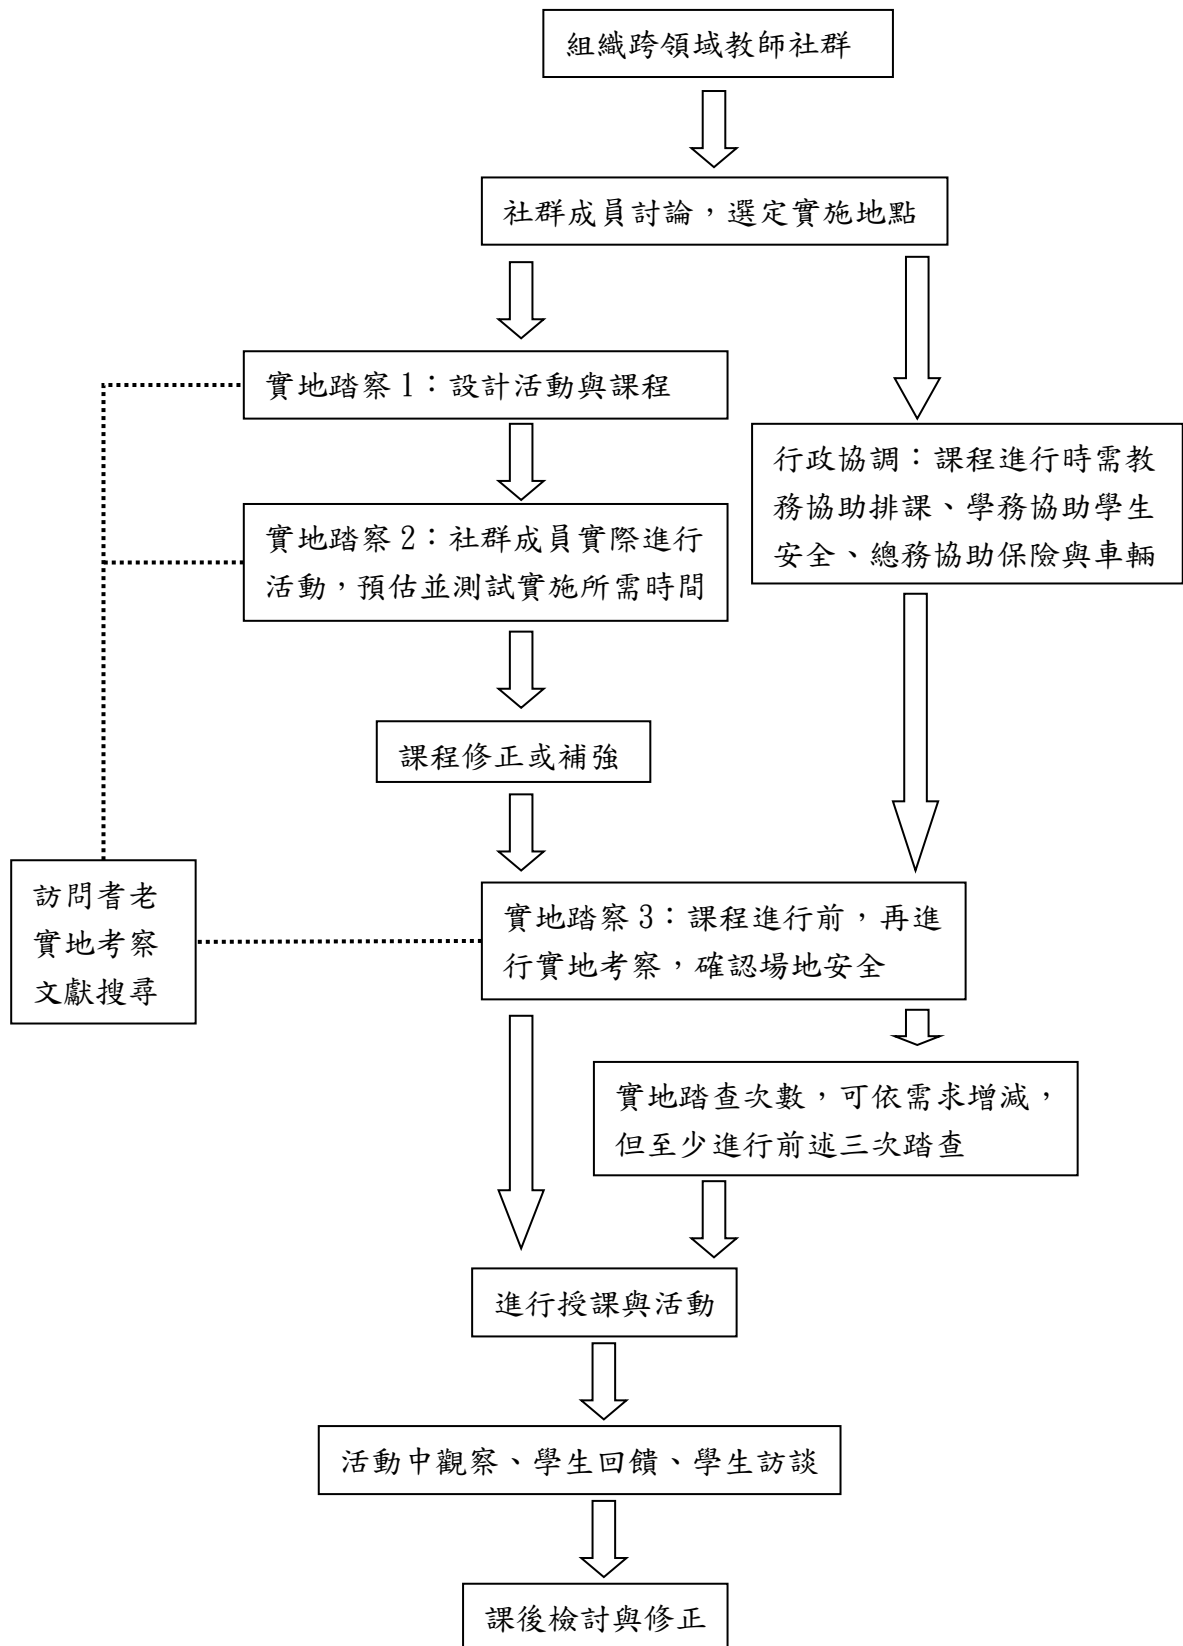 組織跨領域教師社群
社群成員討論，選定實施地點
實地踏察 1：設計活動與課程
行政協調：課程進行時需教
務協助排課、學務協助學生
安全、總務協助保險與車輛
實地踏察 2：社群成員實際進行
活動，預估並測試實施所需時間
課程修正或補強
訪問耆老
實地考察
文獻搜尋
實地踏察 3：課程進行前，再進
行實地考察，確認場地安全
實地踏查次數，可依需求增減，
但至少進行前述三次踏查
進行授課與活動
活動中觀察、學生回饋、學生訪談
課後檢討與修正